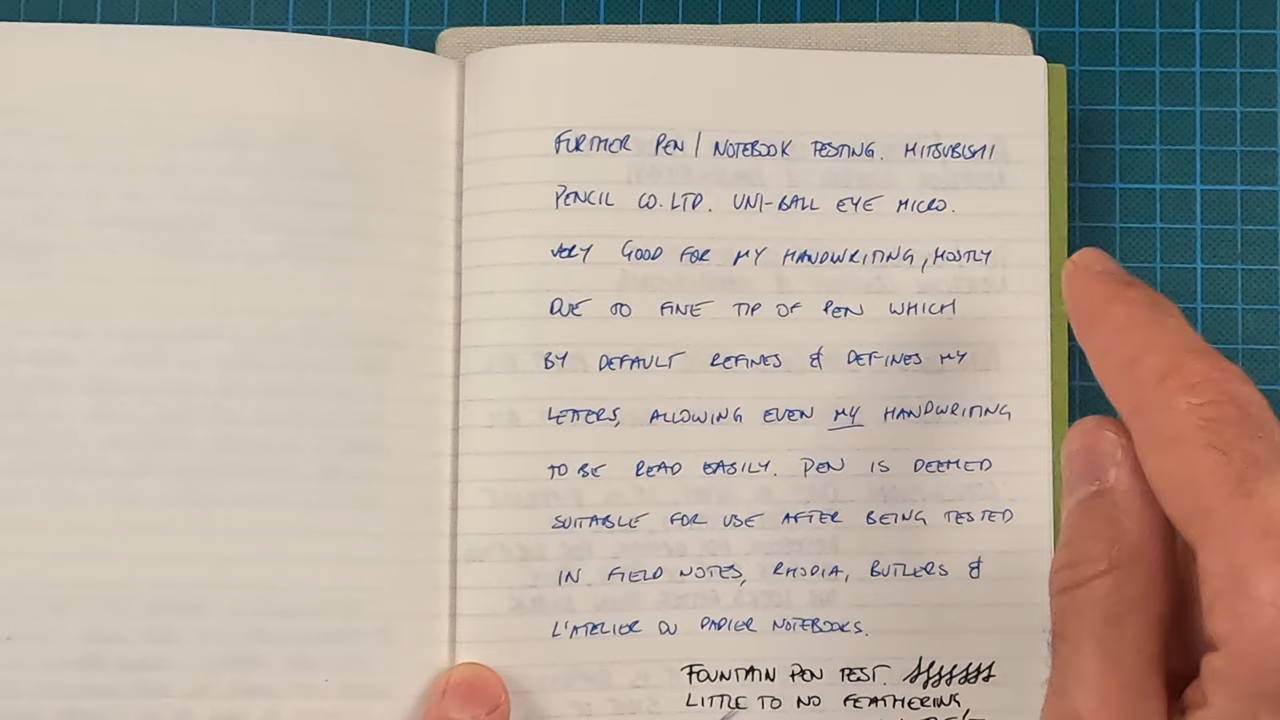 FURTHER PEN / NOTEBOOK TESTING. MITSUBISHI
PENCIL CO. LTD. UNI-BALL EYE MICRO.
VERY GOOD FOR MY HANDWRITING, MOSTLY
DUE TO FINE TIP OF PEN WHICH
BY DEFAULT REFINES & DEFINES MY
LETTERS, ALLOWING EVEN MY HANDWRITING
TO BE READ EASILY. PEN IS DEEMED
SUITABLE FOR USE AFTER BEING TESTED
IN FIELD NOTES, RHODIA, BUTLERS &
L'ATELIER DU PAPIER NOTEBOOKS.
FOUNTAIN PEN TEST.
LITTLE TO NO FEATHERING,